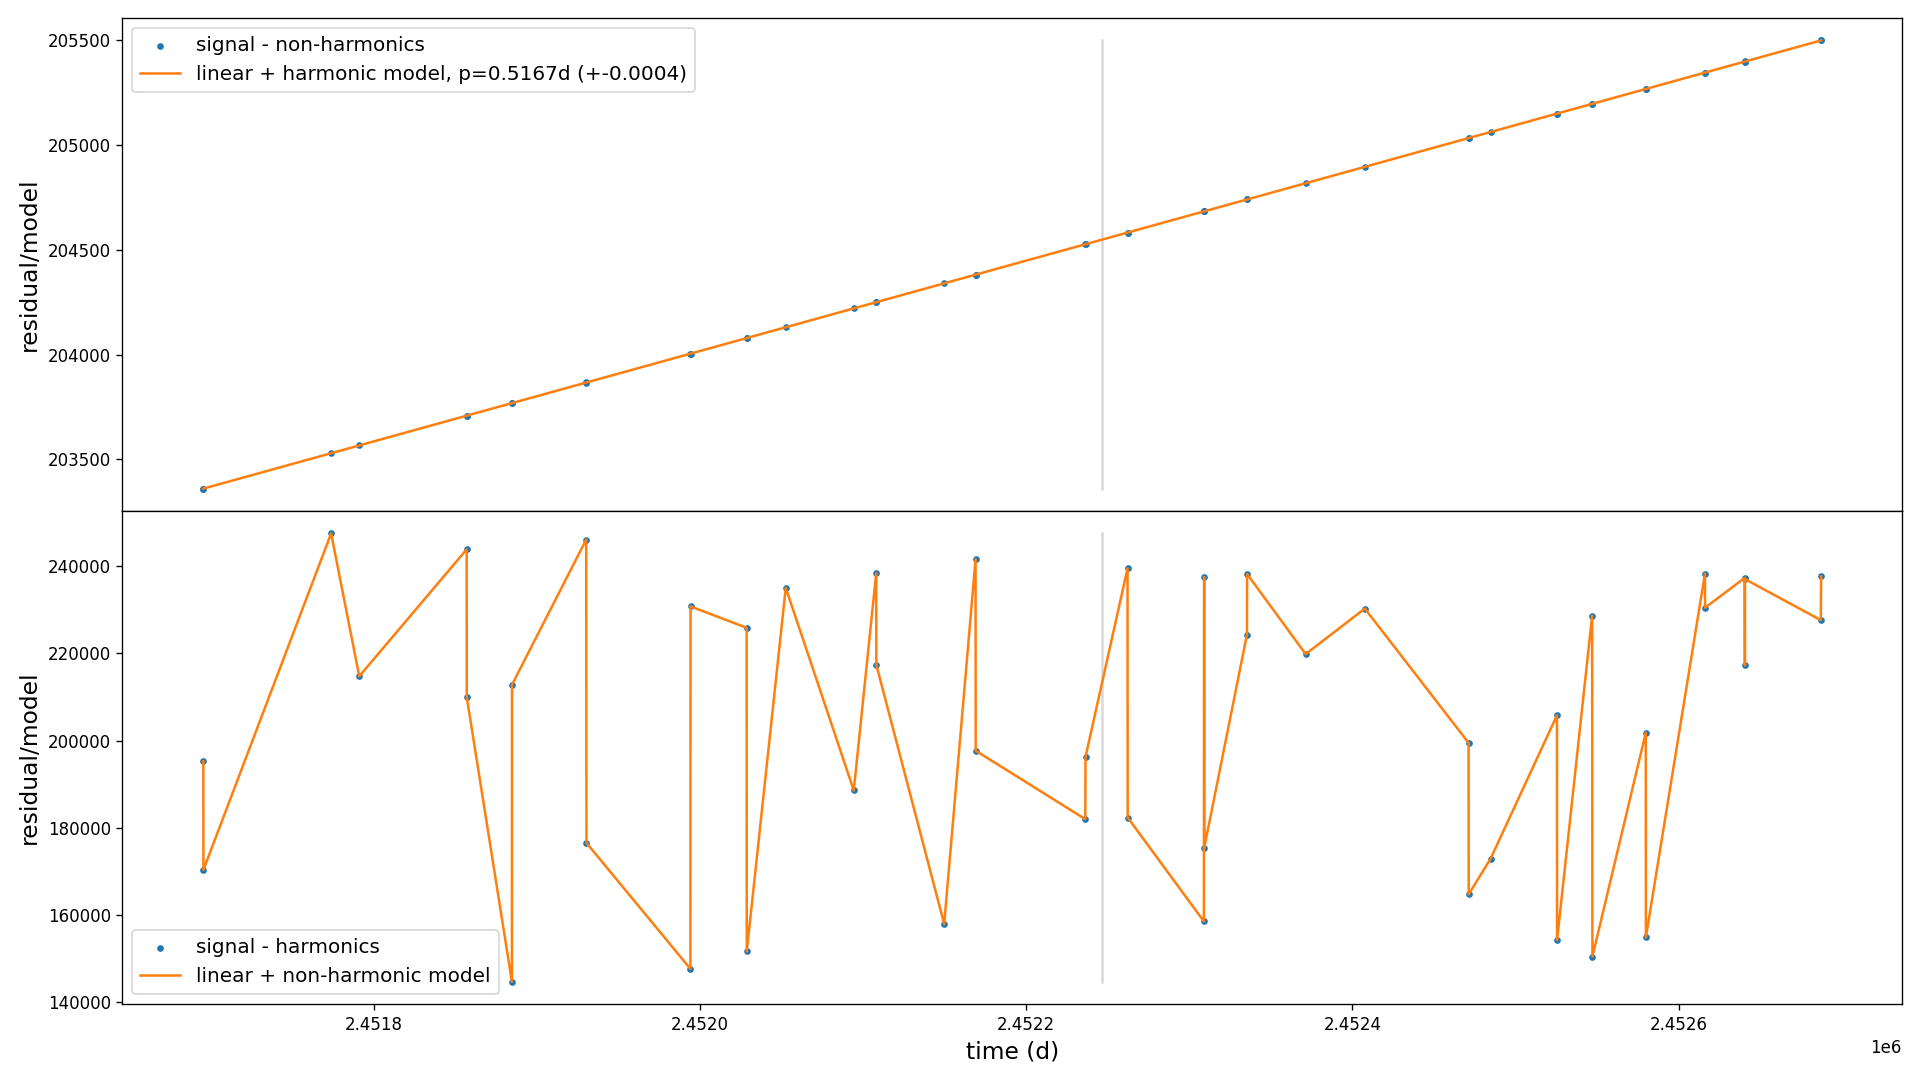 signal - non-harmonics
linear + harmonic model, p=0.5167d (+-0.0004)
205500
205000
204500
204000
203500
residual/model
240000
220000
200000
180000
160000
140000
residual/model
signal - harmonics
linear + non-harmonic model
2.4518 2.4520 2.4522 2.4524 2.4526
1e6
time (d)